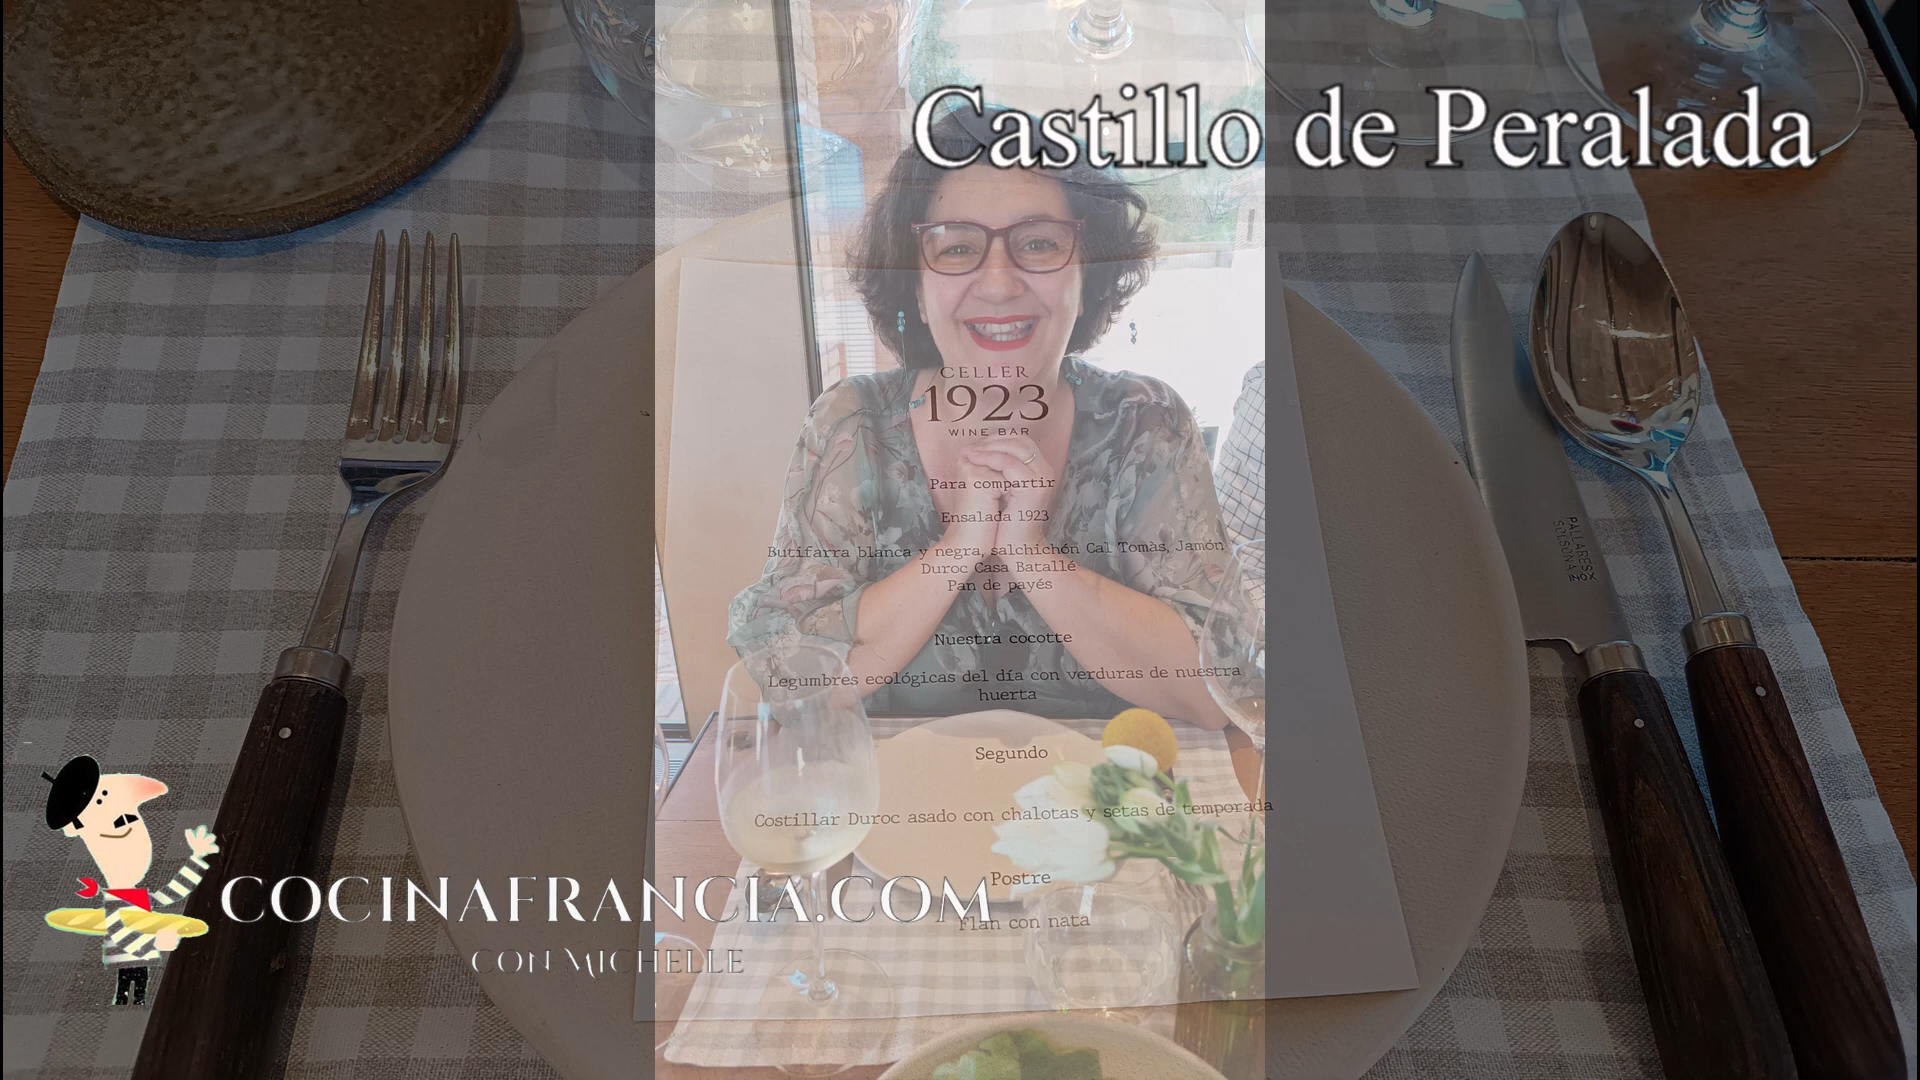 Castillo de Peralada
CELLER
1923
WINE BAR
Para compartir
Ensalada 1923
Butifarra blanca y negra, salchichón Cal Tomàs, Jamón
Duroc Casa Batallé
Pan de payés
Nuestra cocotte
Legumbres ecológicas del día con verduras de nuestra
huerta
Segundo
Costillar Duroc asado con chalotas y setas de temporada
Postre
Flan con nata
PALLARES
SOLSONA
COCINAFRANCIA.COM
CON MICHELLE